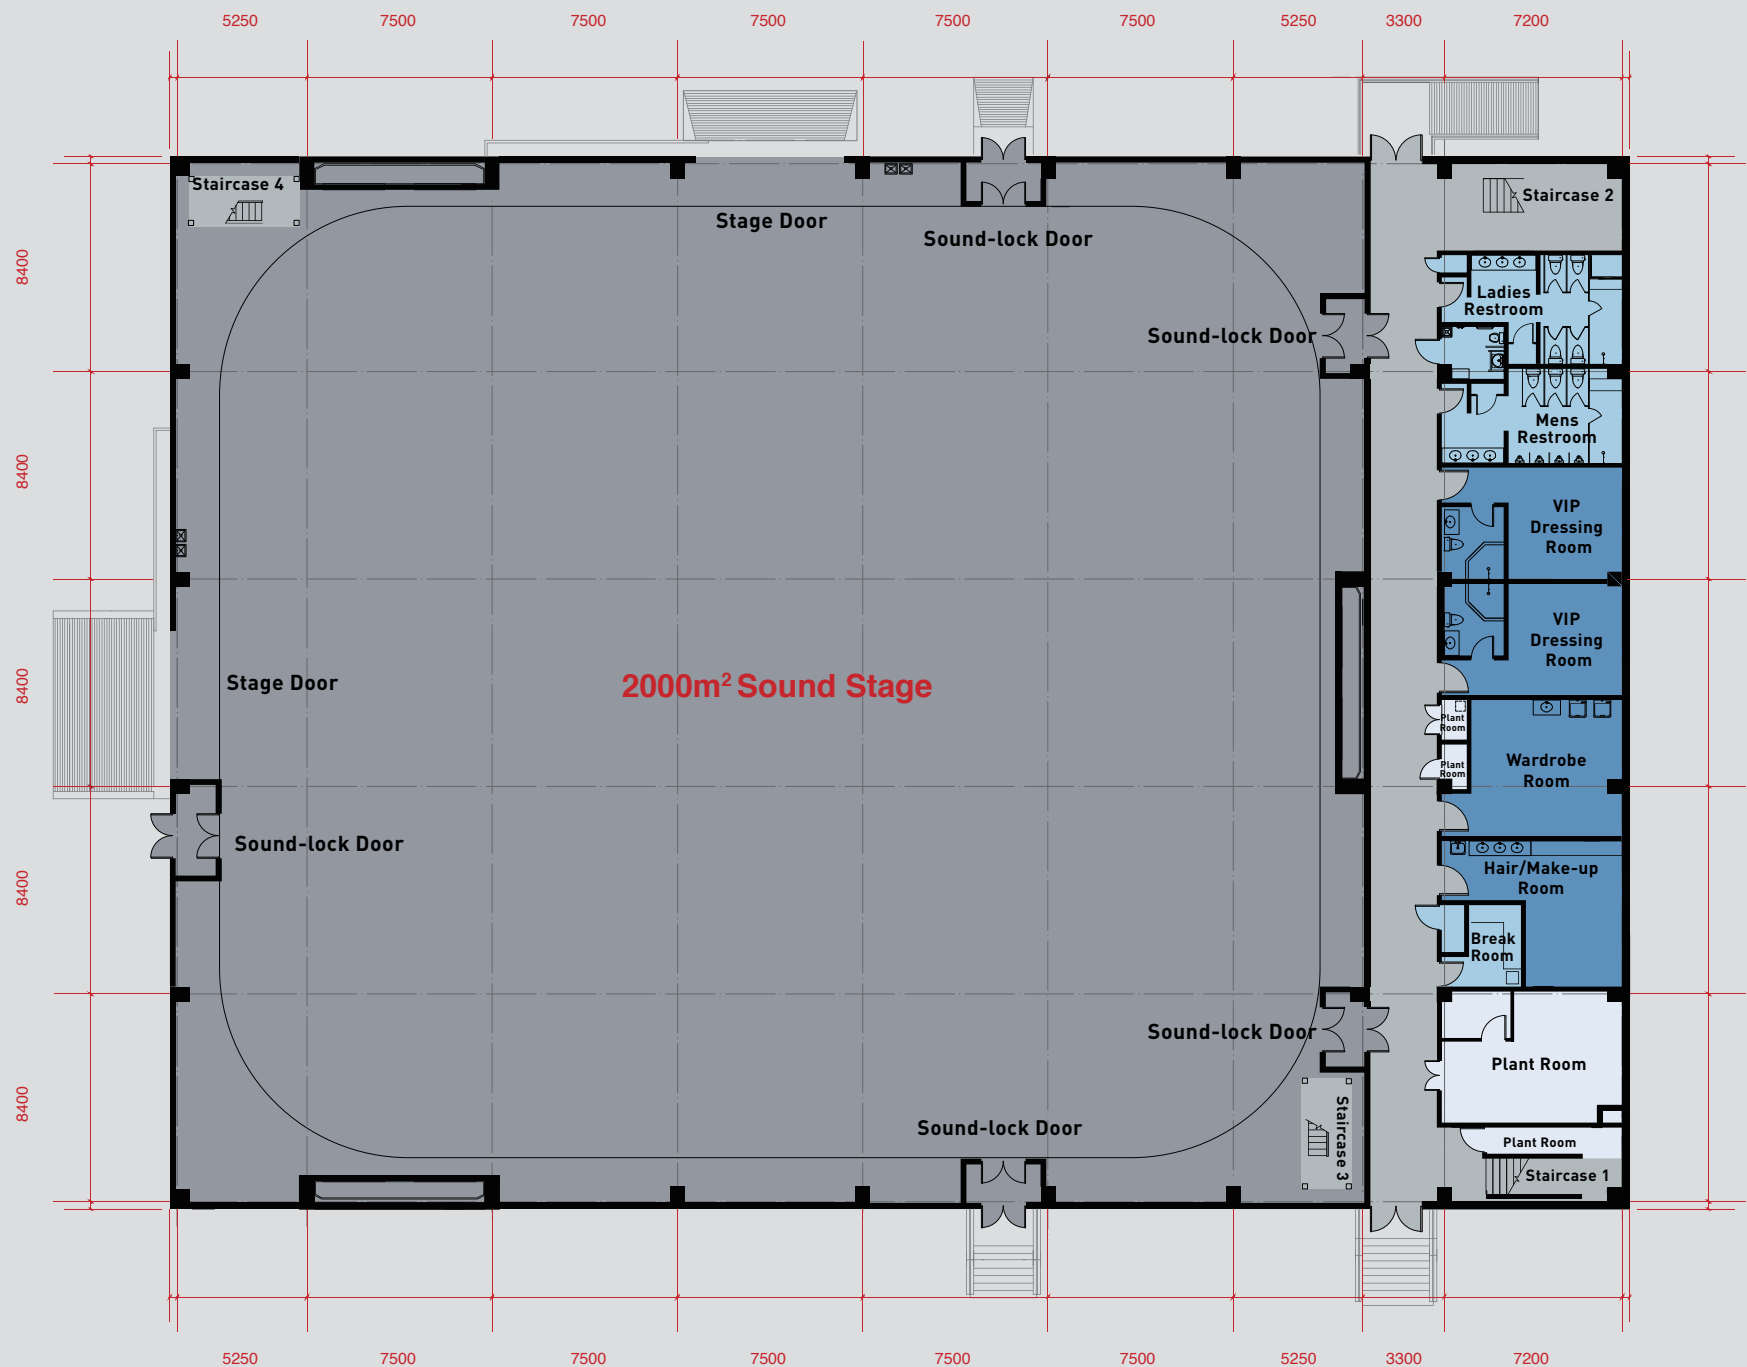 5250 7500 7500 7500 7500 7500 5250 3300 7200
Staircase 4
Staircase 2
Stage Door
Sound-lock Door
8400
Ladies
Restroom
Sound-lock Door
Mens
Restroom
8400
VIP
Dressing
Room
VIP
Dressing
Room
8400
Stage Door
2000m² Sound Stage
Plant
Room
Plant
Room
Wardrobe
Room
Sound-lock Door
Hair/Make-up
Room
8400
Break
Room
Sound-lock Door
Plant Room
8400
Staircase 3
Sound-lock Door
Plant Room
Staircase 1
5250 7500 7500 7500 7500 7500 5250 3300 7200